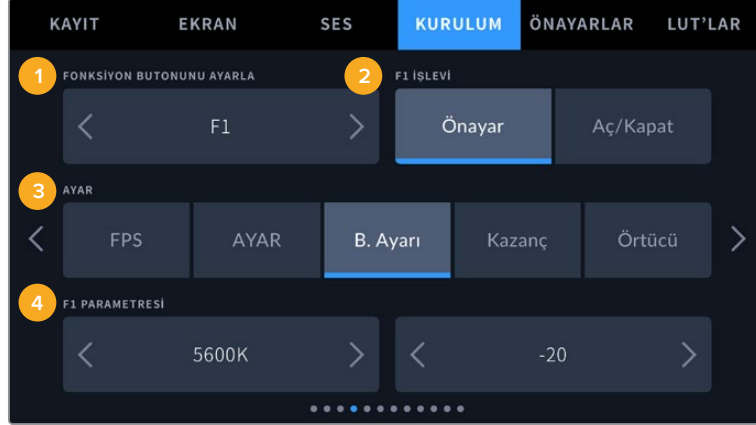 KAYIT EKRAN SES KURULUM ÖNAYARLAR LUT'LAR
1 FONKSİYON BUTONUNU AYARLA 2 F1 İŞLEVİ
F1 Önayar Aç/Kapat
3 AYAR
FPS AYAR B. Ayarı Kazanç Örtücü
4 F1 PARAMETRESİ
5600K -20